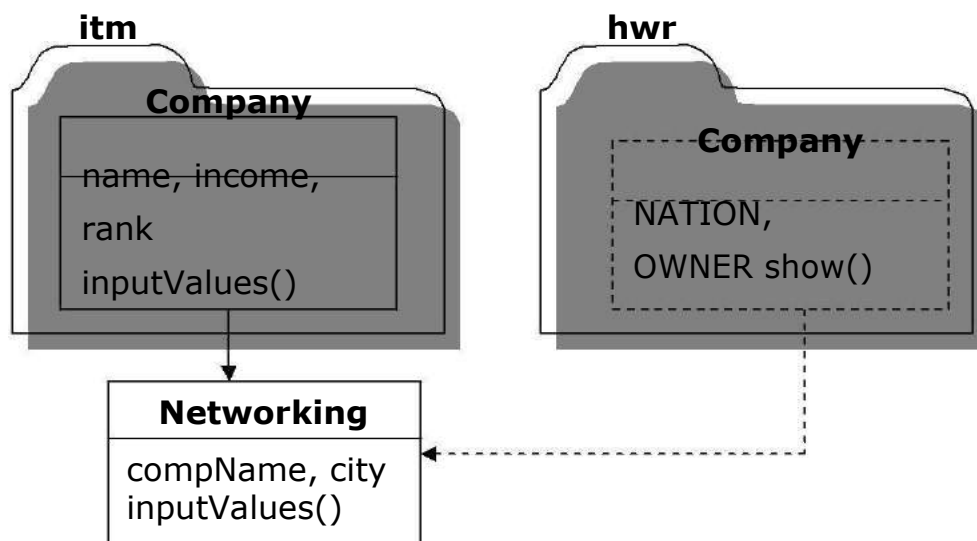 itm
Company
name, income,
rank
inputValues()
hwr
Company
NATION,
OWNER show()
Networking
compName, city
inputValues()